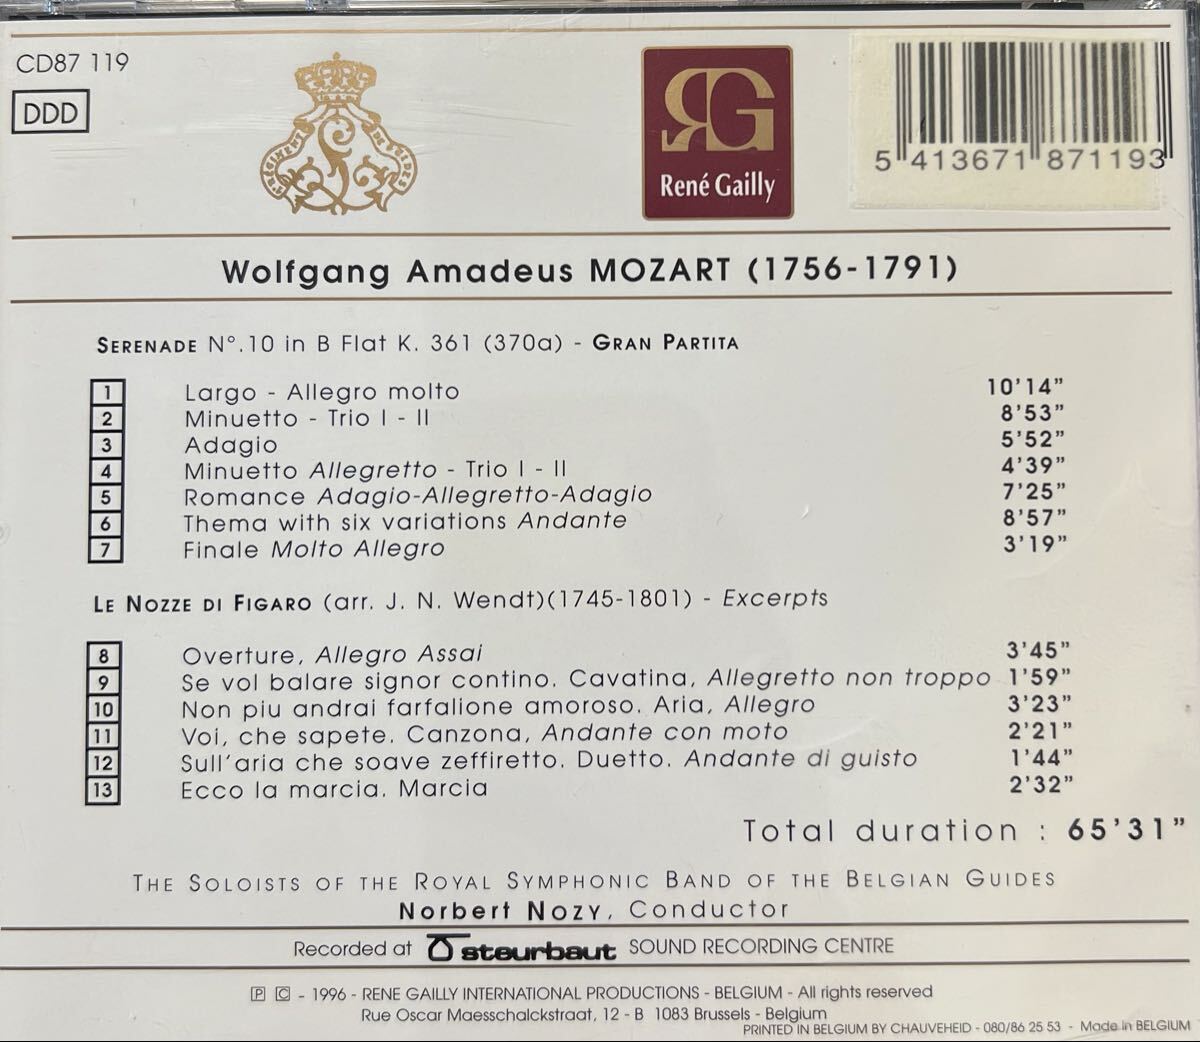 CD87 119
DDD
RÉGIMENT DE GUIDES
RG
René Gailly
5 413671 871193
Wolfgang Amadeus MOZART (1756-1791)
SERENADE N°.10 in B Flat K. 361 (370a) - GRAN PARTITA
1 Largo - Allegro molto 10'14”
2 Minuetto - Trio I - II 8'53”
3 Adagio 5'52”
4 Minuetto Allegretto - Trio I - II 4'39”
5 Romance Adagio-Allegretto-Adagio 7'25”
6 Thema with six variations Andante 8'57”
7 Finale Molto Allegro 3'19”
LE NOZZE DI FIGARO (arr. J. N. Wendt)(1745-1801) - Excerpts
8 Overture, Allegro Assai 3'45”
9 Se vol balare signor contino. Cavatina, Allegretto non troppo 1'59”
10 Non piu andrai farfalione amoroso. Aria, Allegro 3'23”
11 Voi, che sapete. Canzona, Andante con moto 2'21”
12 Sull'aria che soave zeffiretto. Duetto. Andante di guisto 1'44”
13 Ecco la marcia. Marcia 2'32”
Total duration : 65'31”
THE SOLOISTS OF THE ROYAL SYMPHONIC BAND OF THE BELGIAN GUIDES
Norbert NOZY, Conductor
Recorded at steurbaut SOUND RECORDING CENTRE
P C - 1996 - RENE GAILLY INTERNATIONAL PRODUCTIONS - BELGIUM - All rights reserved
Rue Oscar Maesschalckstraat, 12 - B 1083 Brussels - Belgium
PRINTED IN BELGIUM BY CHAUVEHEID - 080/86 25 53 - Made in BELGIUM